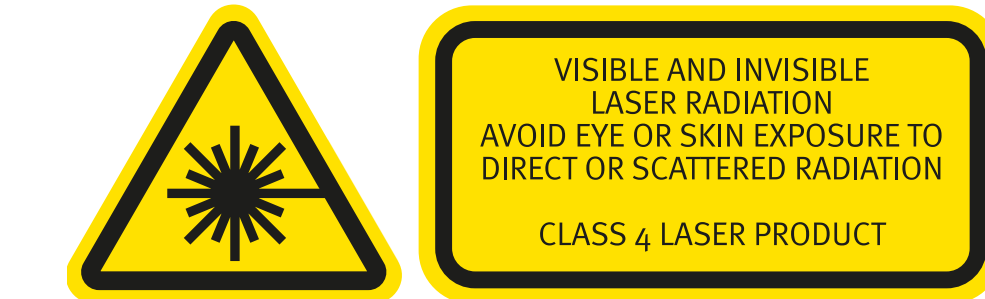 VISIBLE AND INVISIBLE
LASER RADIATION
AVOID EYE OR SKIN EXPOSURE TO
DIRECT OR SCATTERED RADIATION
CLASS 4 LASER PRODUCT